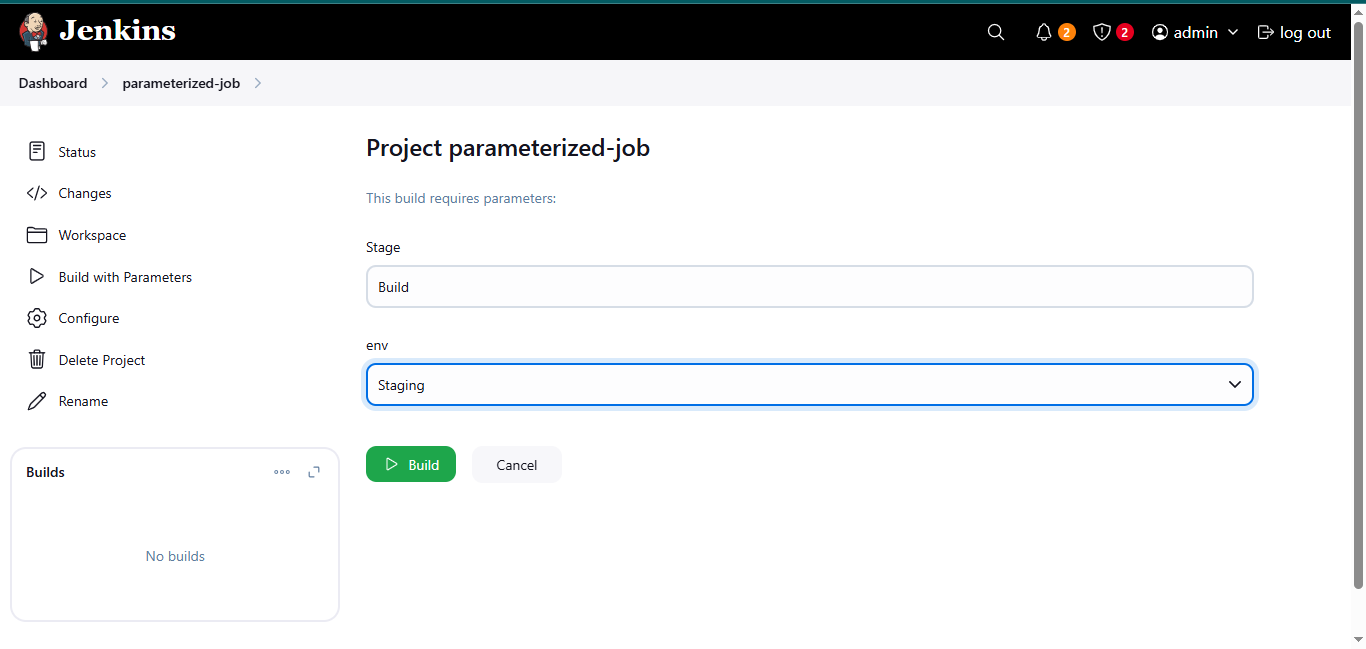 Jenkins
2
2
admin
log out
Dashboard
parameterized-job
Status
Changes
Workspace
Build with Parameters
Configure
Delete Project
Rename
Builds
No builds
Project parameterized-job
This build requires parameters:
Stage
Build
env
Staging
Build
Cancel